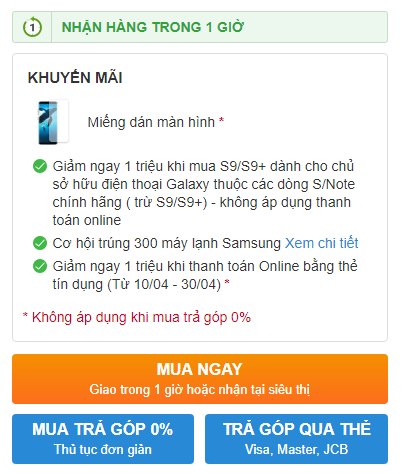 1 NHẬN HÀNG TRONG 1 GIỜ
KHUYẾN MÃI
Miếng dán màn hình *
Giảm ngay 1 triệu khi mua S9/S9+ dành cho chủ
sở hữu điện thoại Galaxy thuộc các dòng S/Note
chính hãng ( trừ S9/S9+) - không áp dụng thanh
toán online
Cơ hội trúng 300 máy lạnh Samsung Xem chi tiết
Giảm ngay 1 triệu khi thanh toán Online bằng thẻ
tín dụng (Từ 10/04 - 30/04) *
* Không áp dụng khi mua trả góp 0%
MUA NGAY
Giao trong 1 giờ hoặc nhận tại siêu thị
MUA TRẢ GÓP 0%
Thủ tục đơn giản
TRẢ GÓP QUA THẺ
Visa, Master, JCB